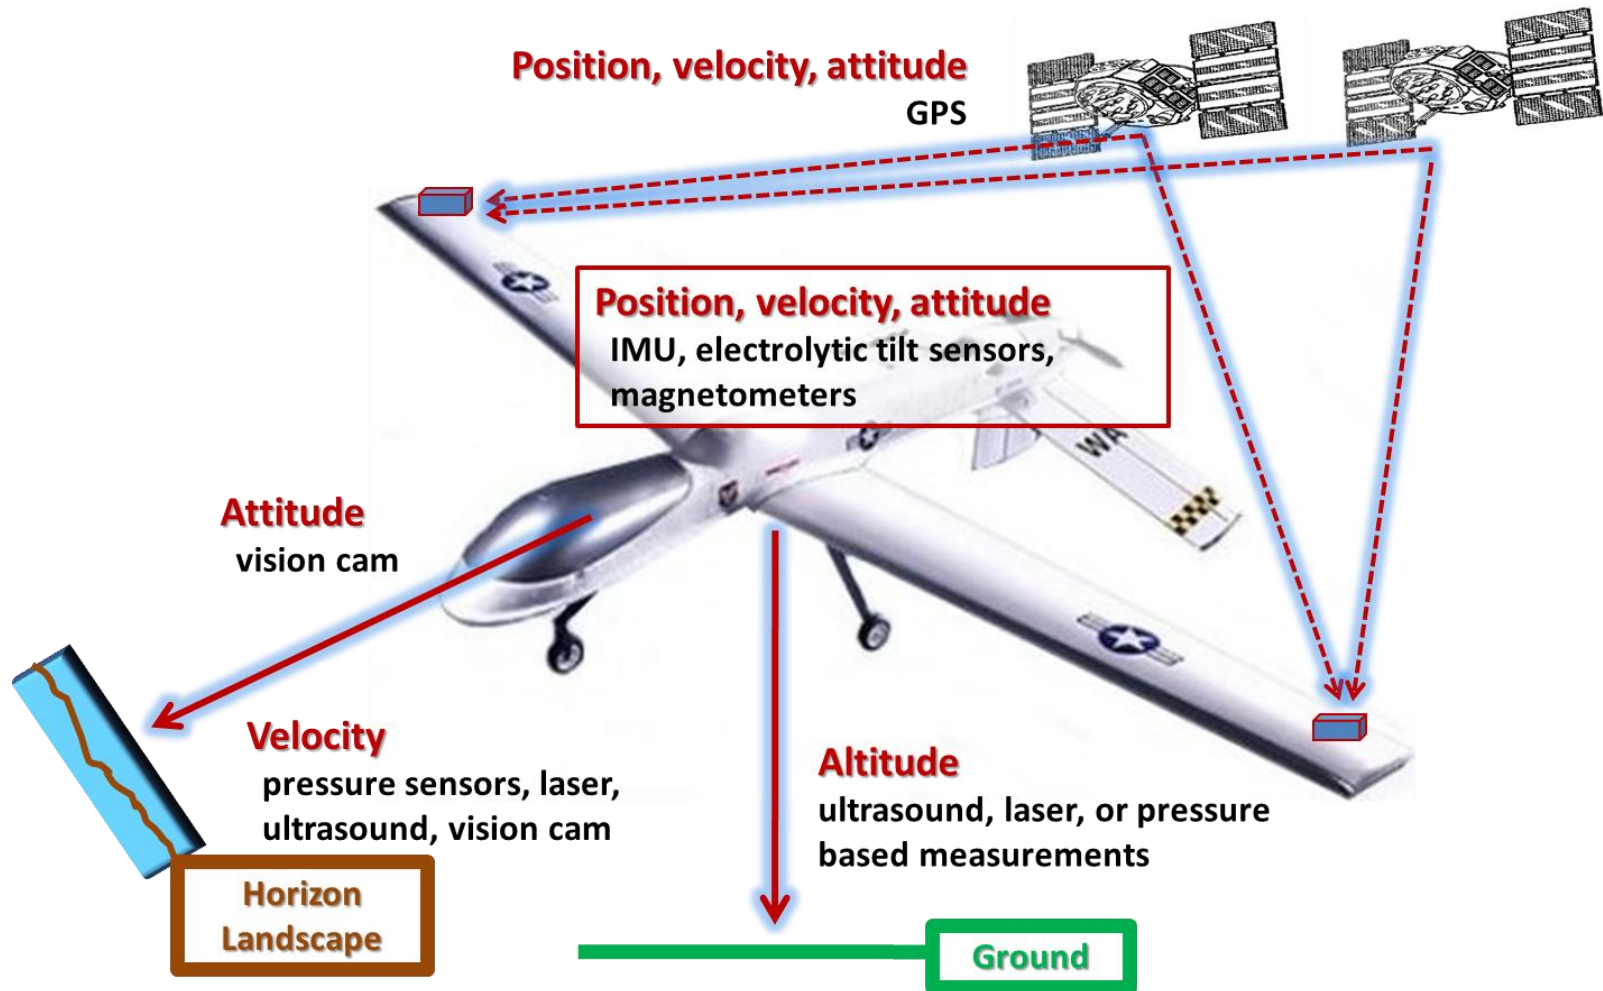 Position, velocity, attitude
GPS
Position, velocity, attitude
IMU, electrolytic tilt sensors,
magnetometers
WA
Attitude
vision cam
Velocity
pressure sensors, laser,
ultrasound, vision cam
Altitude
ultrasound, laser, or pressure
based measurements
Horizon
Landscape
Ground